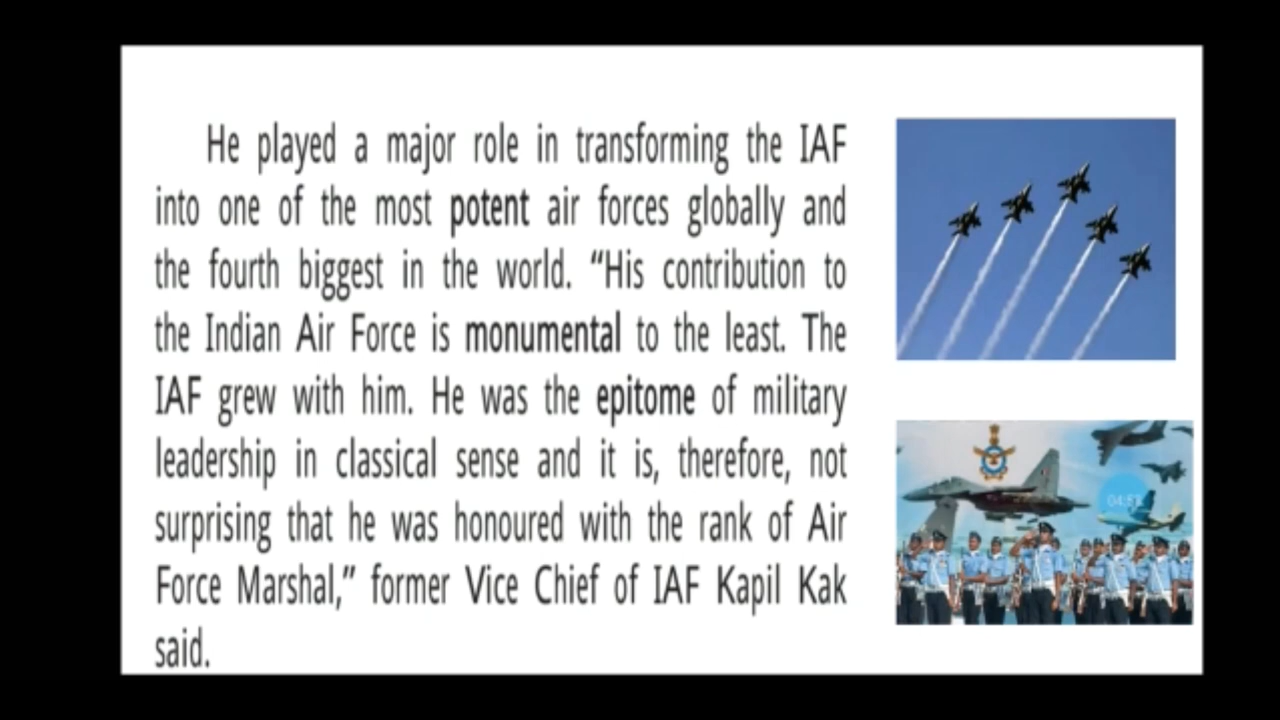 He played a major role in transforming the IAF
into one of the most potent air forces globally and
the fourth biggest in the world. “His contribution to
the Indian Air Force is monumental to the least. The
IAF grew with him. He was the epitome of military
leadership in classical sense and it is, therefore, not
surprising that he was honoured with the rank of Air
Force Marshal,” former Vice Chief of IAF Kapil Kak
said.